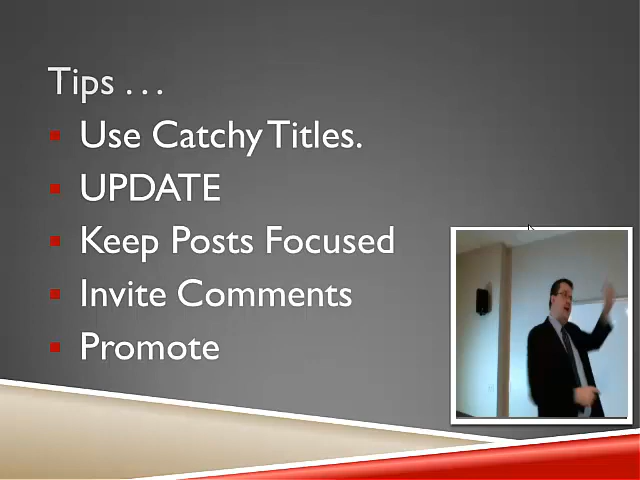 Tips . . .
Use Catchy Titles.
UPDATE
Keep Posts Focused
Invite Comments
Promote